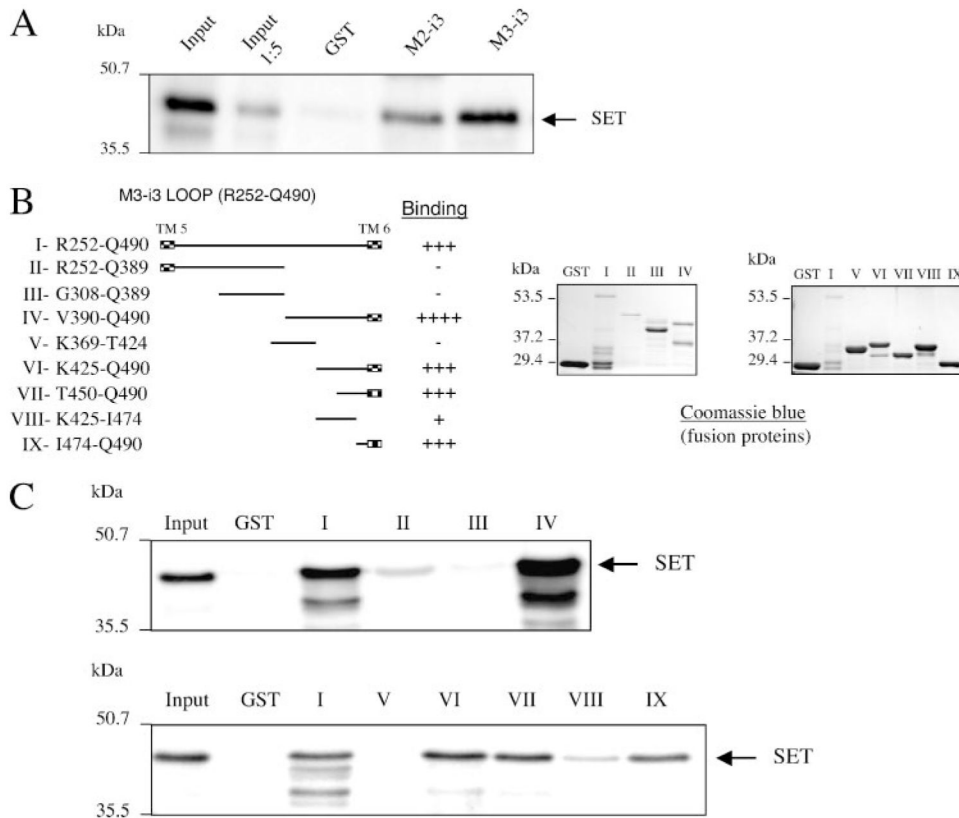 A
kDa
Input
Input 1:5
GST
M2-i3
M3-i3
50.7
35.5
SET
B
M3-i3 LOOP (R252-Q490)
Binding
TM 5 TM 6
I- R252-Q490 +++
II- R252-Q389 -
III- G308-Q389 -
IV- V390-Q490 ++++
V- K369-T424 -
VI- K425-Q490 +++
VII- T450-Q490 +++
VIII- K425-I474 +
IX- I474-Q490 +++
kDa
GST I II III IV
53.5
37.2
29.4
kDa
GST I V VI VII VIII IX
53.5
37.2
29.4
Coomassie blue
(fusion proteins)
C
kDa
Input GST I II III IV
50.7
35.5
SET
kDa
Input GST I V VI VII VIII IX
50.7
35.5
SET